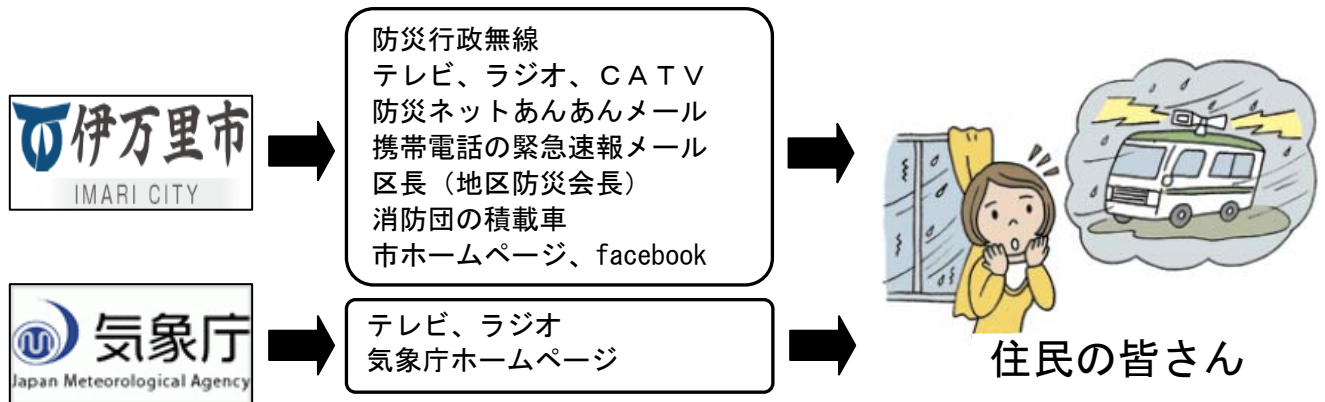 伊万里市
IMARI CITY
防災行政無線
テレビ、ラジオ、ＣＡＴＶ
防災ネットあんあんメール
携帯電話の緊急速報メール
区長（地区防災会長）
消防団の積載車
市ホームページ、facebook
気象庁
Japan Meteorological Agency
テレビ、ラジオ
気象庁ホームページ
住民の皆さん